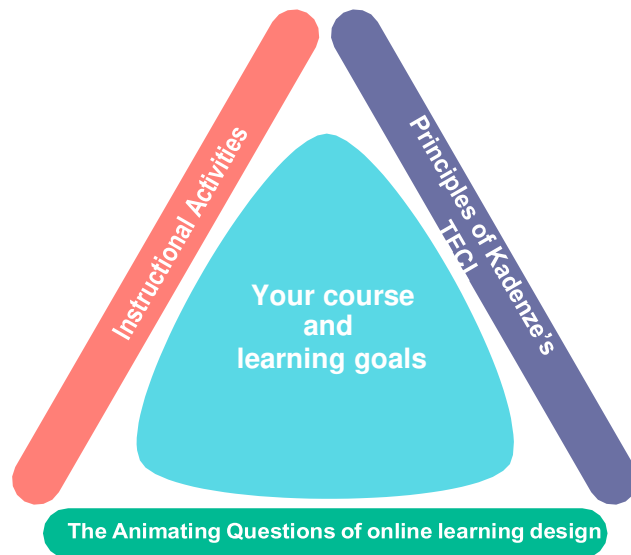 Instructional Activities
Principles of Kadenze’s
TECL
Your course
and
learning goals
The Animating Questions of online learning design